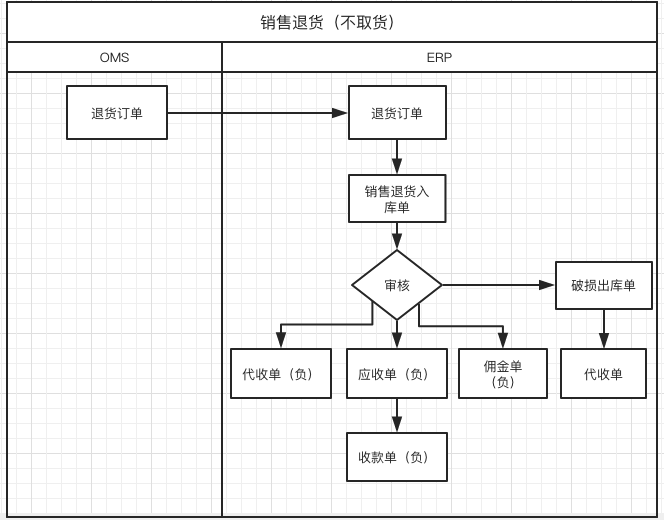 销售退货（不取货）
OMS
ERP
退货订单
退货订单
销售退货入
库单
审核
破损出库单
代收单（负）
应收单（负）
佣金单
（负）
代收单
收款单（负）